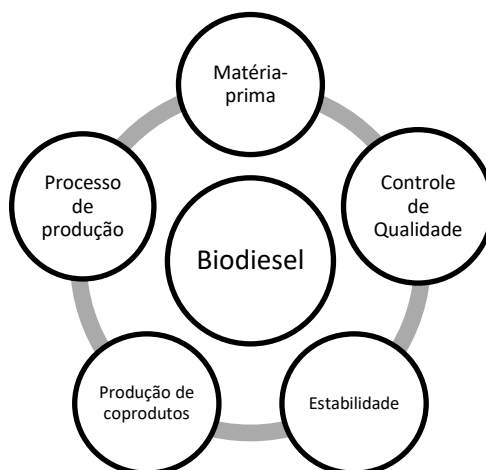 Matéria-
prima
Controle
de
Qualidade
Estabilidade
Produção de
coprodutos
Processo
de
produção
Biodiesel